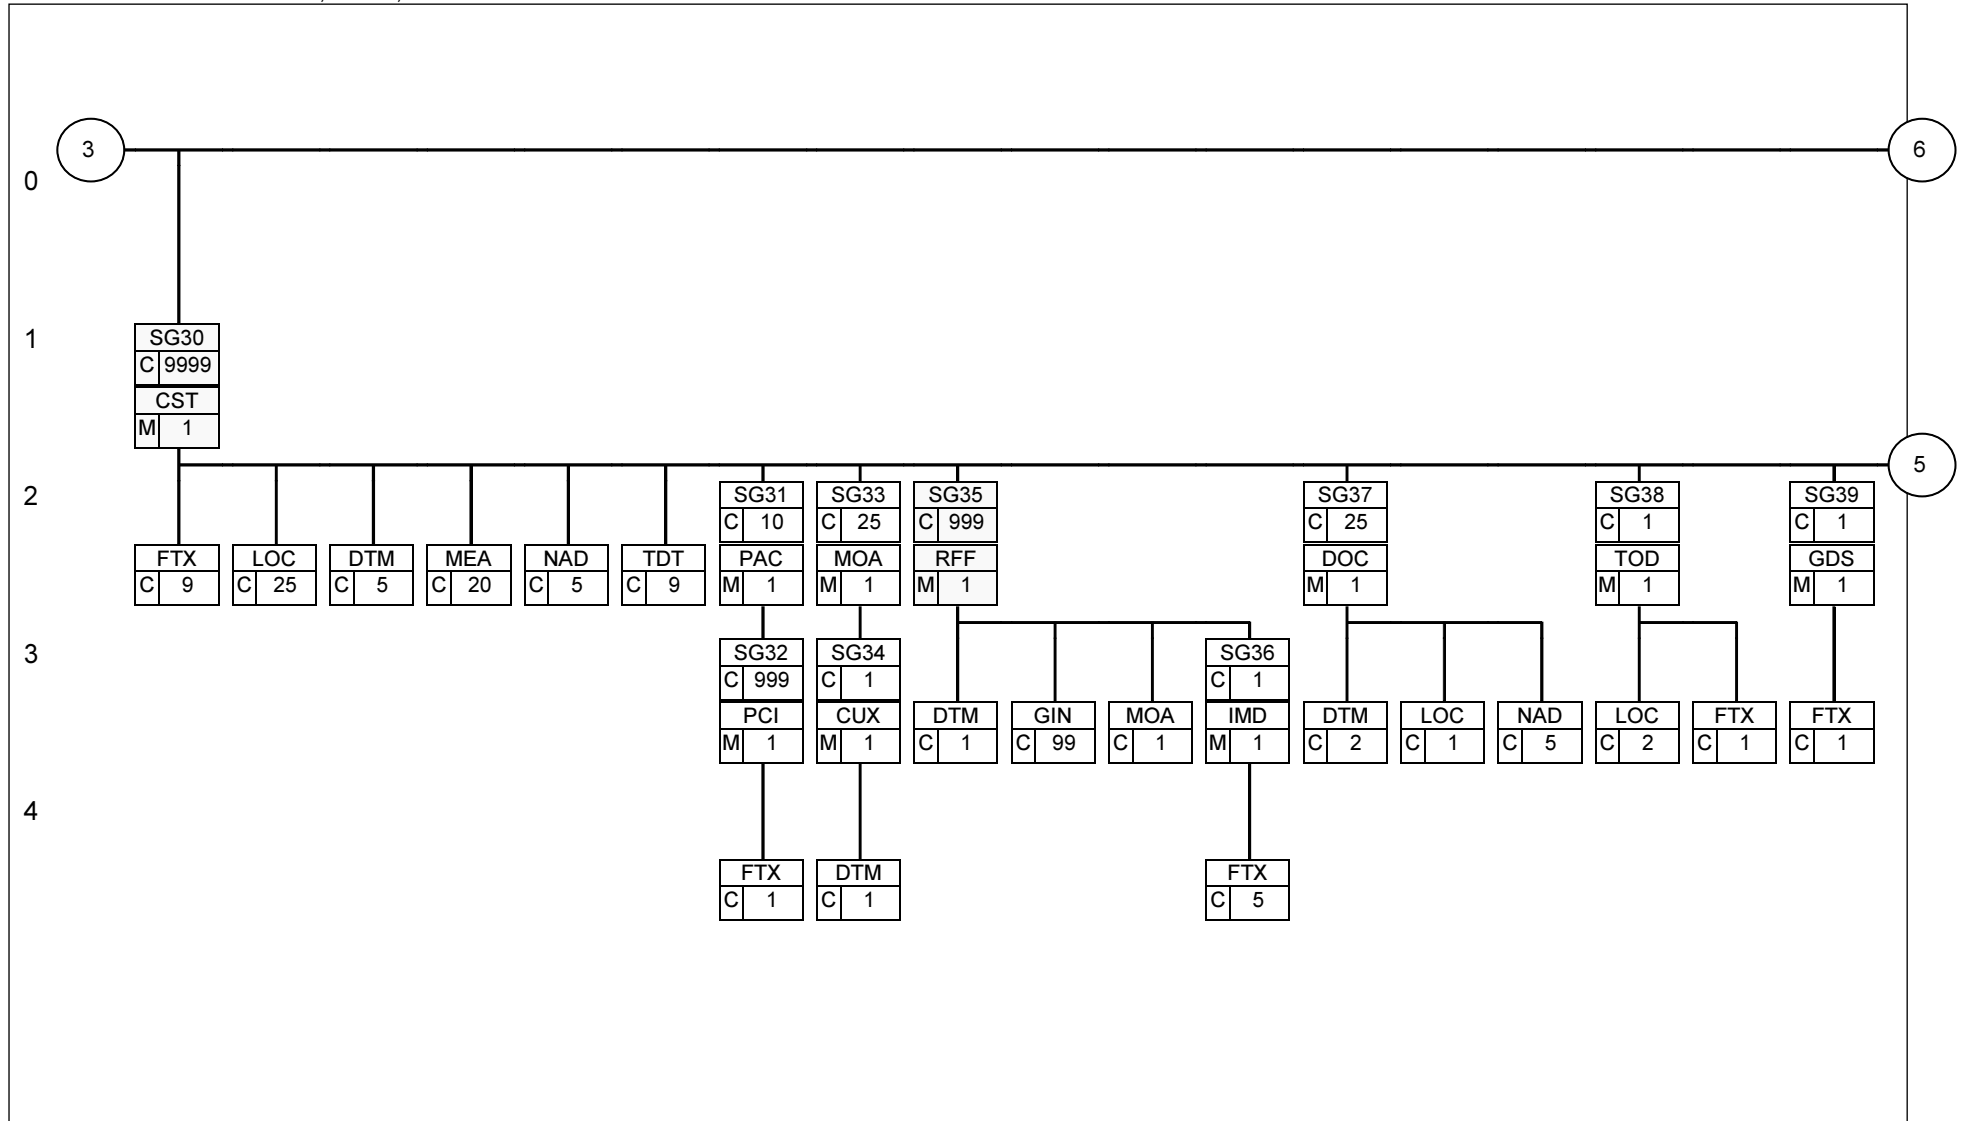 3 6
0
1
SG30
C 9999
CST
M 1
5
2
SG31 SG33 SG35 SG37 SG38 SG39
C 10 C 25 C 999 C 25 C 1 C 1
FTX LOC DTM MEA NAD TDT PAC MOA RFF DOC TOD GDS
C 9 C 25 C 5 C 20 C 5 C 9 M 1 M 1 M 1 M 1 M 1 M 1
3
SG32 SG34 SG36
C 999 C 1 C 1
PCI CUX DTM GIN MOA IMD DTM LOC NAD LOC FTX FTX
M 1 M 1 C 1 C 99 C 1 M 1 C 2 C 1 C 5 C 2 C 1 C 1
4
FTX DTM FTX
C 1 C 1 C 5